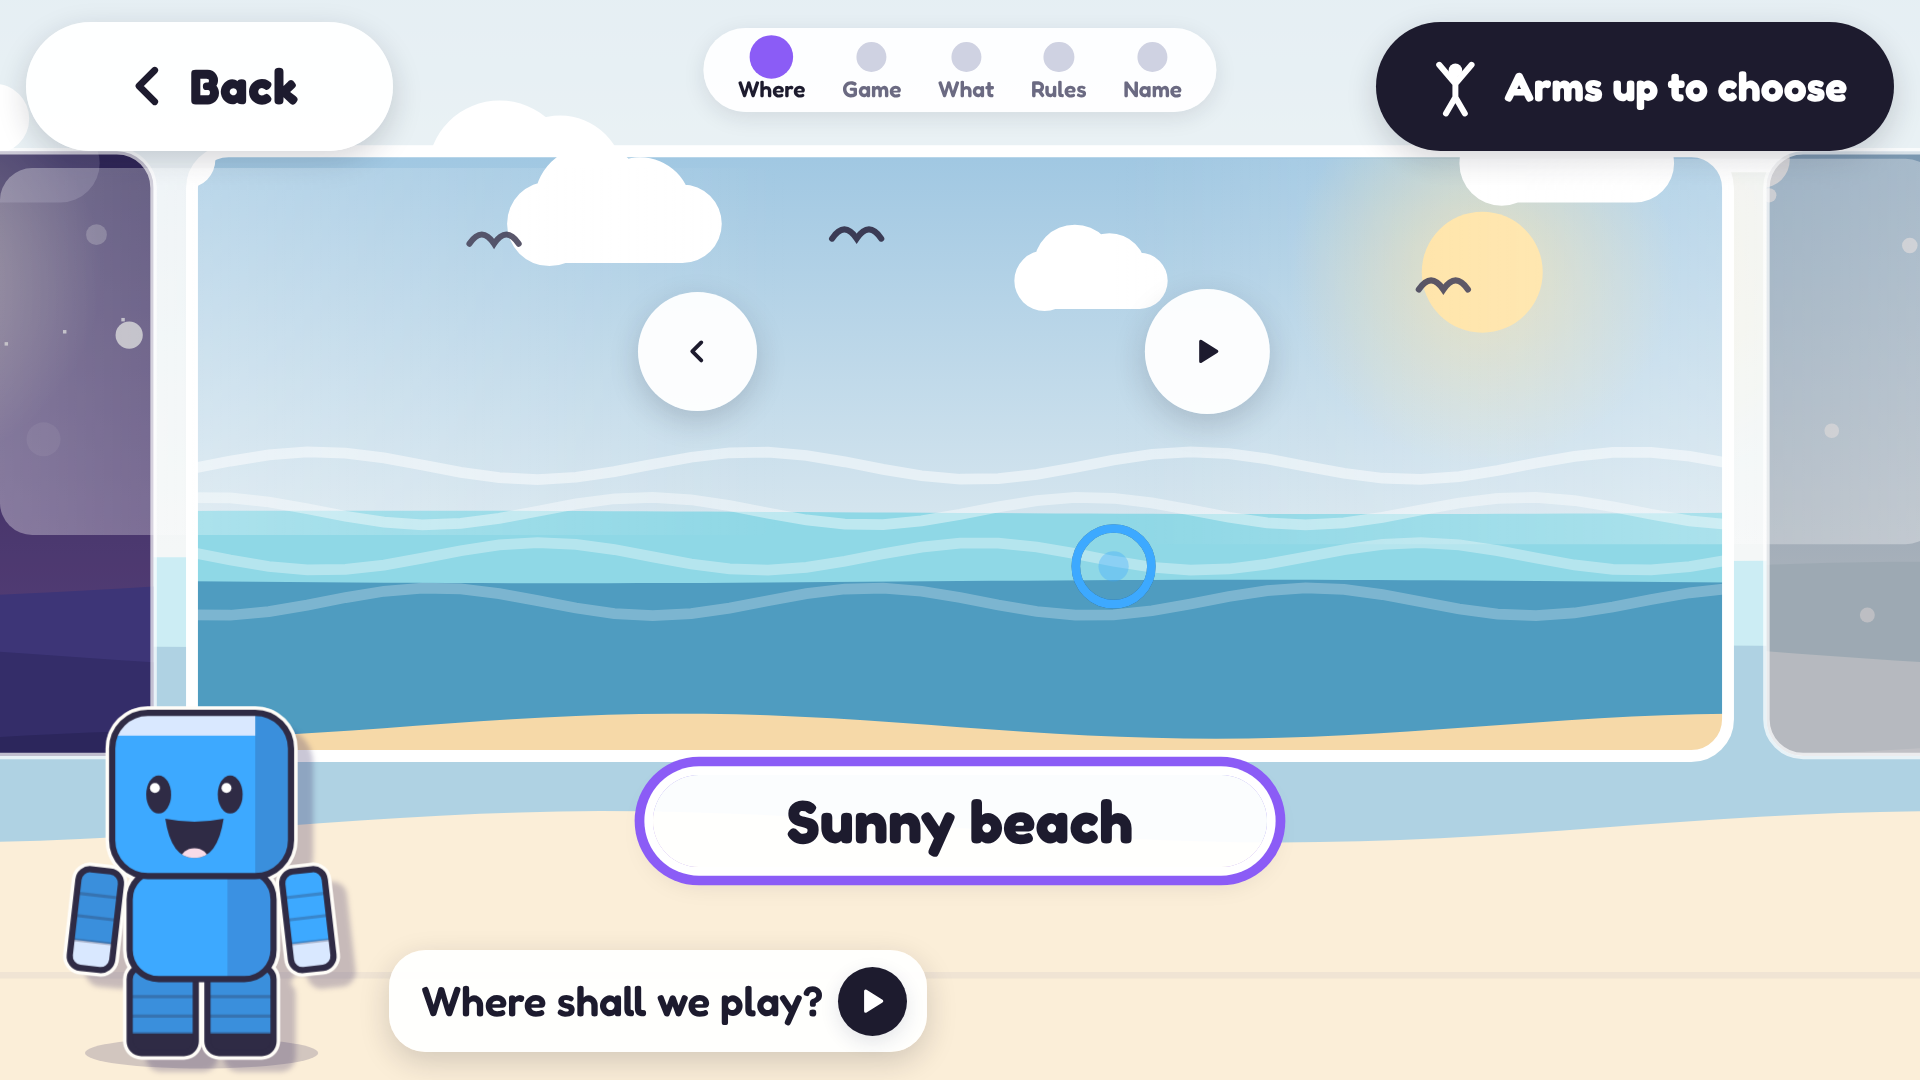 Back
Where
Game
What
Rules
Name
Arms up to choose
Sunny beach
Where shall we play?